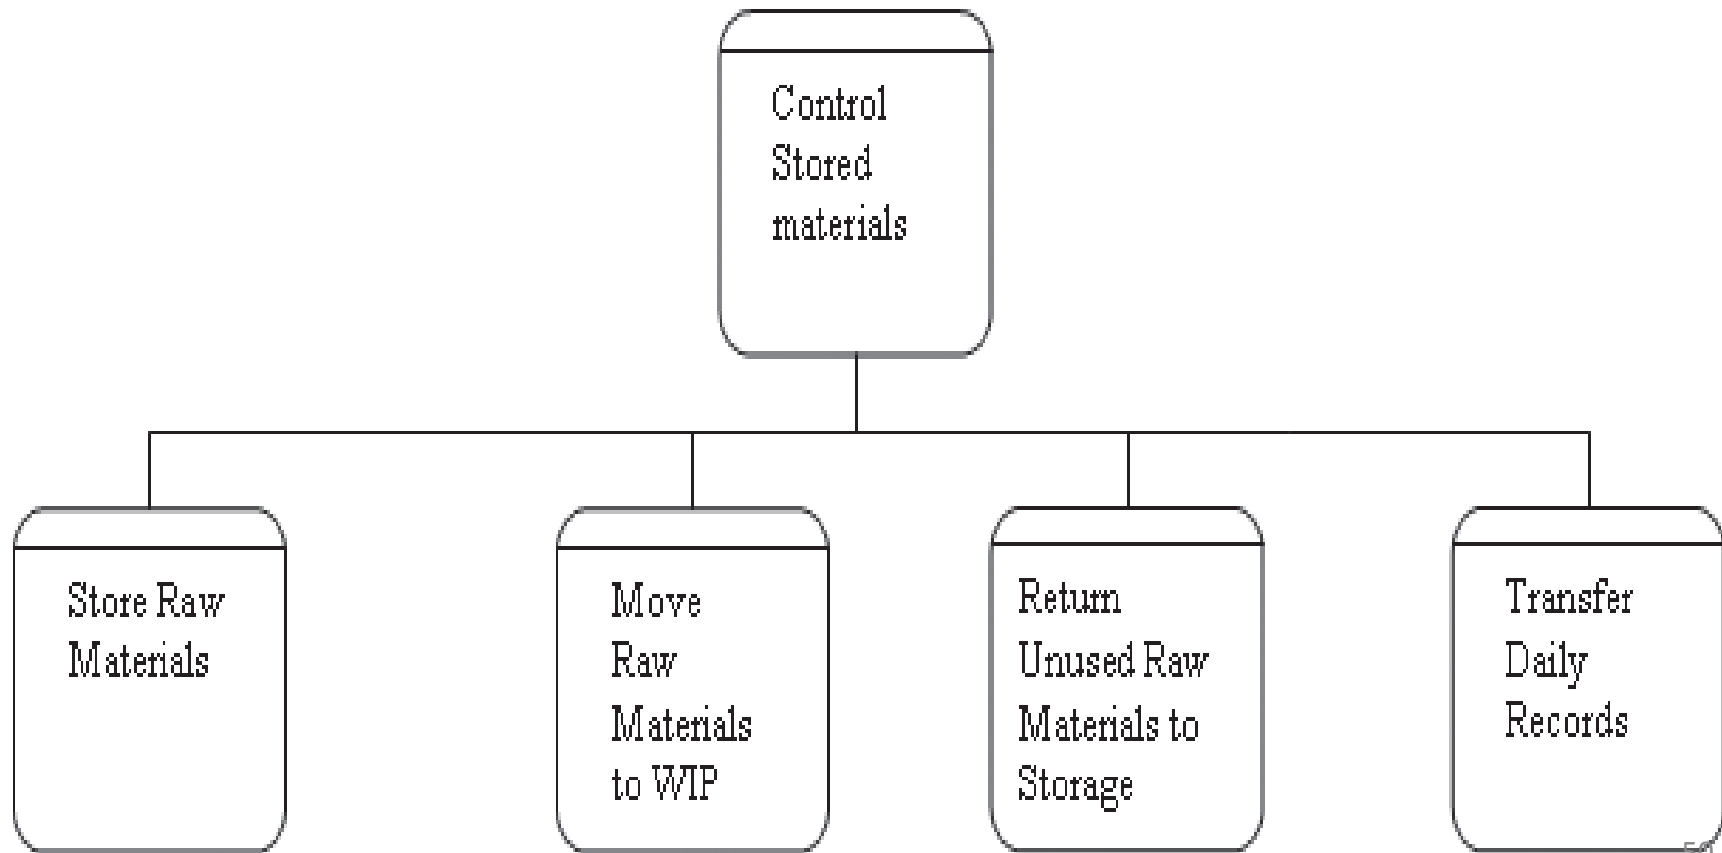 Control
Stored
materials
Store Raw
Materials
Move
Raw
Materials
to WIP
Return
Unused Raw
Materials to
Storage
Transfer
Daily
Records